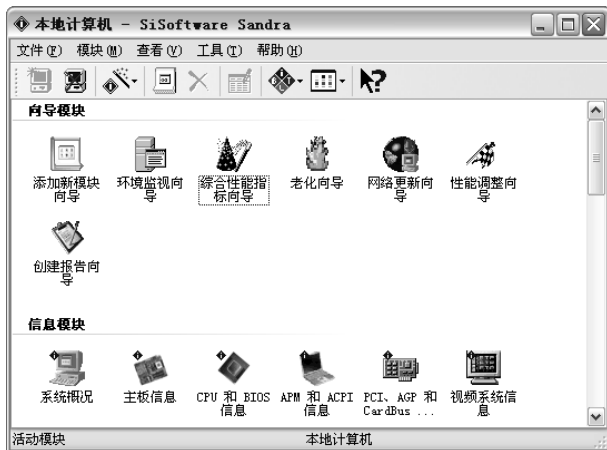 本地计算机 - SiSoftware Sandra
文件(F) 模块(M) 查看(V) 工具(T) 帮助(H)
向导模块
添加新模块向导 环境监视向导 综合性能指标向导 老化向导 网络更新向导 性能调整向导
创建报告向导
信息模块
系统概况 主板信息 CPU 和 BIOS 信息 APM 和 ACPI 信息 PCI、AGP 和 CardBus ... 视频系统信息
活动模块 本地计算机